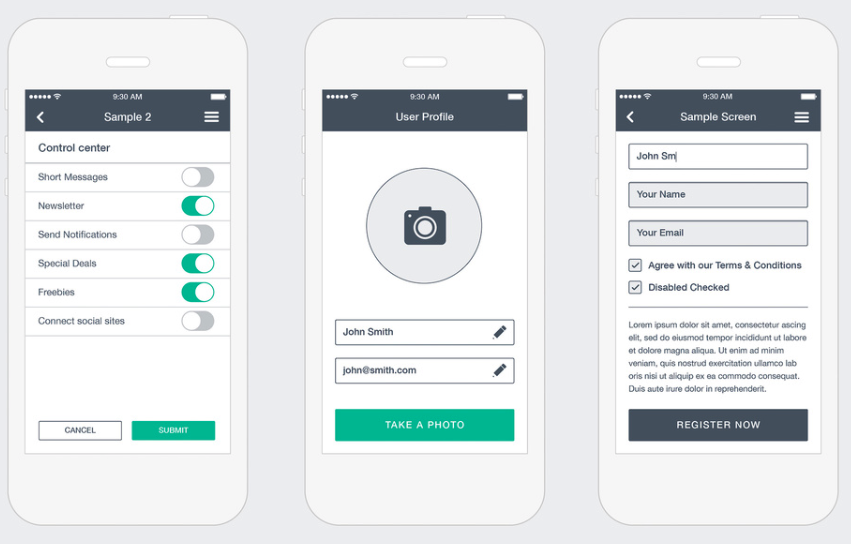 9:30 AM
Sample 2
Control center
Short Messages
Newsletter
Send Notifications
Special Deals
Freebies
Connect social sites
CANCEL
SUBMIT
9:30 AM
User Profile
John Smith
john@smith.com
TAKE A PHOTO
9:30 AM
Sample Screen
John Sm
Your Name
Your Email
Agree with our Terms & Conditions
Disabled Checked
Lorem ipsum dolor sit amet, consectetur ascing
elit, sed do eiusmod tempor incididunt ut labore
et dolore magna aliqua. Ut enim ad minim
veniam, quis nostrud exercitation ullamco lab
oris nisi ut aliquip ex ea commodo consequat.
Duis aute irure dolor in reprehenderit.
REGISTER NOW